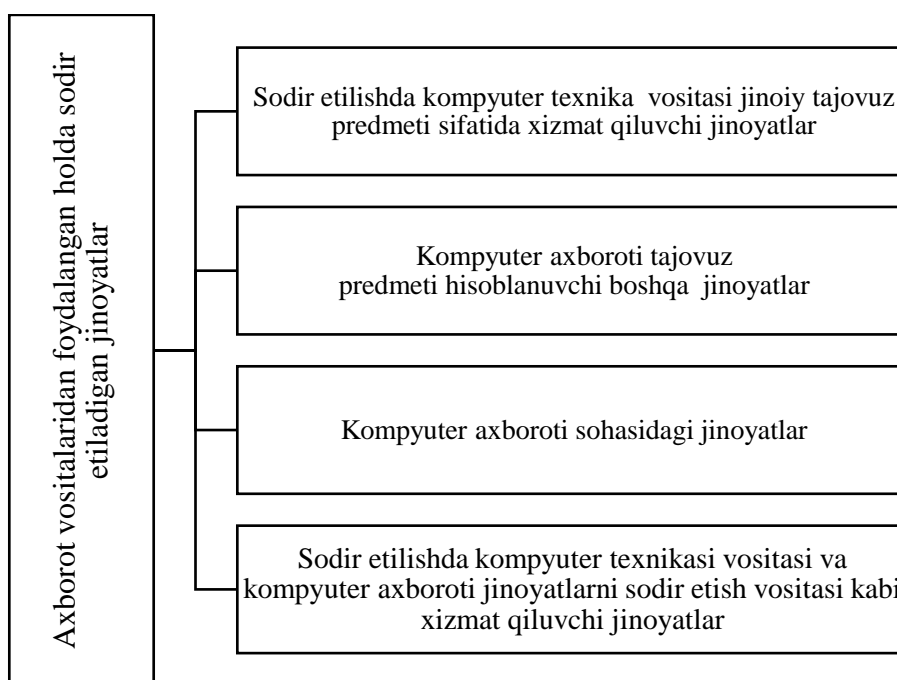 Axborot vositalaridan foydalangan holda sodir
etiladigan jinoyatlar
Sodir etilishda kompyuter texnika vositasi jinoiy tajovuz
predmeti sifatida xizmat qiluvchi jinoyatlar
Kompyuter axboroti tajovuz
predmeti hisoblanuvchi boshqa jinoyatlar
Kompyuter axboroti sohasidagi jinoyatlar
Sodir etilishda kompyuter texnikasi vositasi va
kompyuter axboroti jinoyatlarni sodir etish vositasi kabi
xizmat qiluvchi jinoyatlar